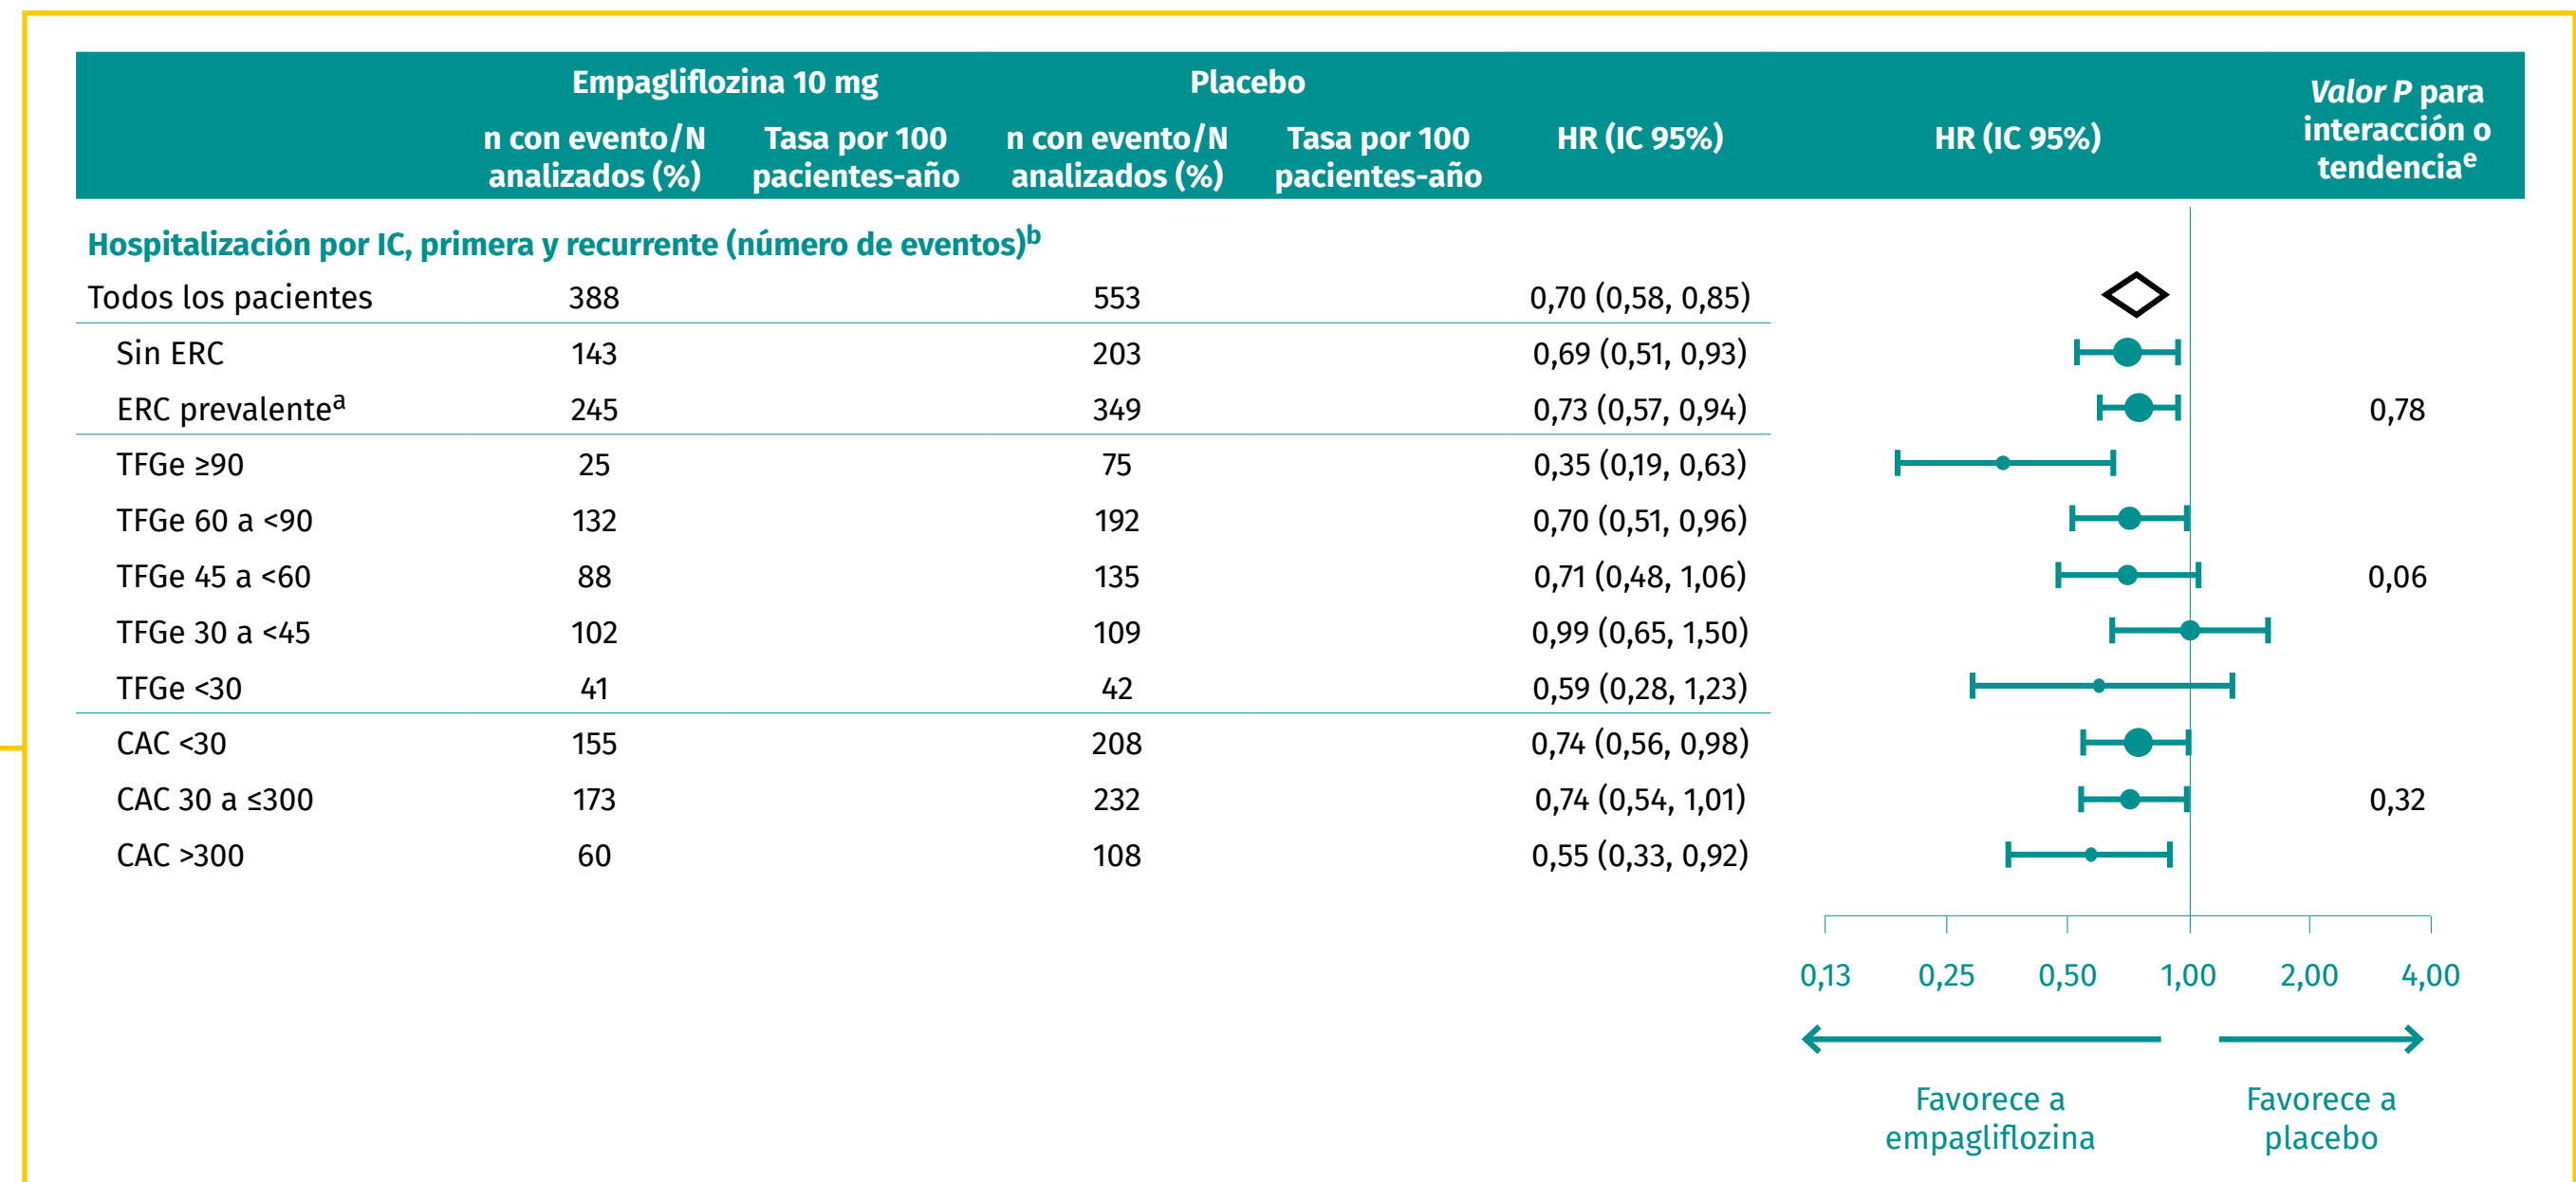 Empagliflozina 10 mg
Placebo
n con evento/N analizados (%)
Tasa por 100 pacientes-año
n con evento/N analizados (%)
Tasa por 100 pacientes-año
HR (IC 95%)
HR (IC 95%)
Valor P para interacción o tendenciaᵉ
Hospitalización por IC, primera y recurrente (número de eventos)ᵇ
Todos los pacientes 388 553 0,70 (0,58, 0,85)
Sin ERC 143 203 0,69 (0,51, 0,93)
ERC prevalenteᵃ 245 349 0,73 (0,57, 0,94) 0,78
TFGe ≥90 25 75 0,35 (0,19, 0,63)
TFGe 60 a <90 132 192 0,70 (0,51, 0,96)
TFGe 45 a <60 88 135 0,71 (0,48, 1,06) 0,06
TFGe 30 a <45 102 109 0,99 (0,65, 1,50)
TFGe <30 41 42 0,59 (0,28, 1,23)
CAC <30 155 208 0,74 (0,56, 0,98)
CAC 30 a ≤300 173 232 0,74 (0,54, 1,01) 0,32
CAC >300 60 108 0,55 (0,33, 0,92)
0,13 0,25 0,50 1,00 2,00 4,00
Favorece a empagliflozina
Favorece a placebo